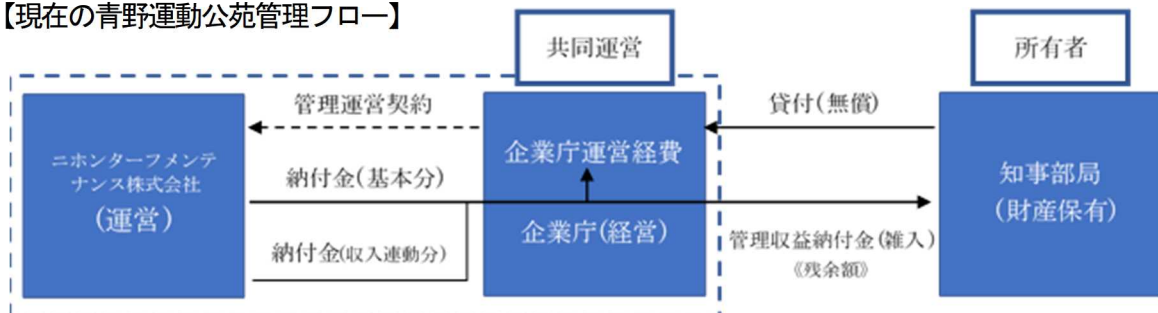 【現在の青野運動公苑管理フロー】
共同運営
所有者
管理運営契約
貸付(無償)
ニホンターフメンテ
ナンス株式会社
(運営)
企業庁運営経費
納付金(基本分)
知事部局
(財産保有)
企業庁(経営)
納付金(収入連動分)
管理収益納付金(雑入)
《残余額》